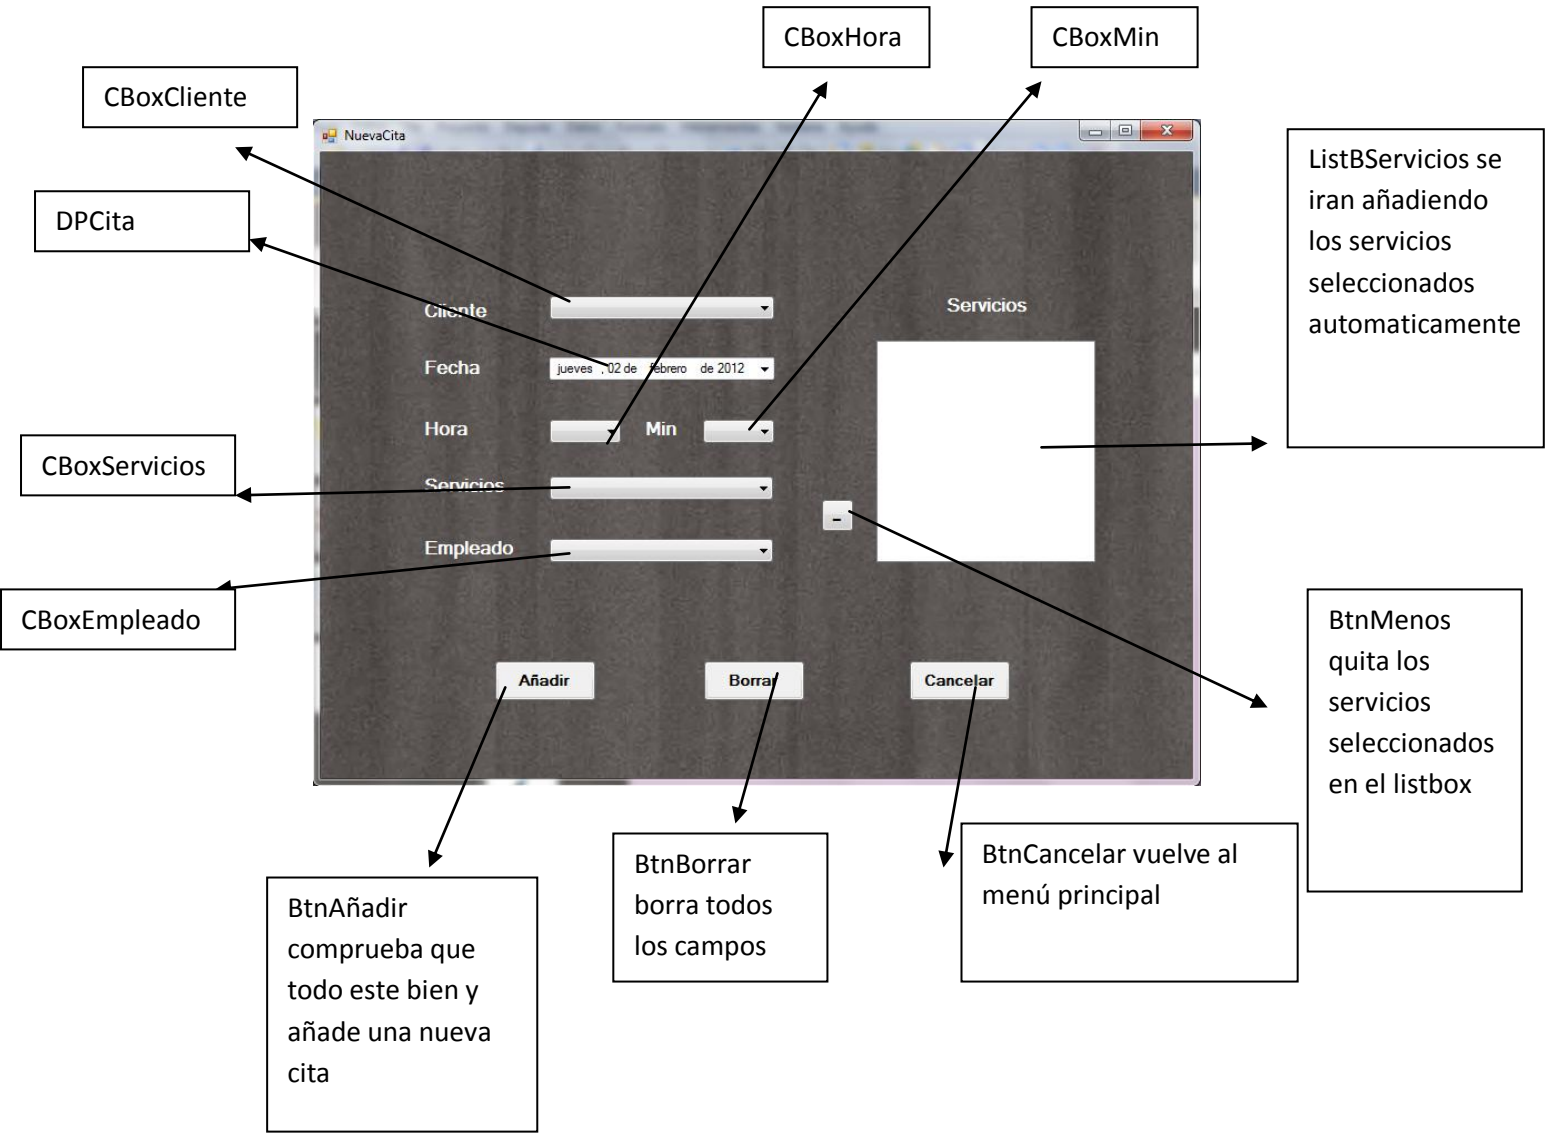 CBoxHora
CBoxMin
CBoxCliente
NuevaCita
ListBServicios se
iran añadiendo
los servicios
seleccionados
automaticamente
DPCita
Cliente
Servicios
Fecha
jueves , 02 de febrero de 2012
Hora
Min
CBoxServicios
Servicios
-
Empleado
CBoxEmpleado
BtnMenos
quita los
servicios
seleccionados
en el listbox
Añadir
Borrar
Cancelar
BtnAñadir
comprueba que
todo este bien y
añade una nueva
cita
BtnBorrar
borra todos
los campos
BtnCancelar vuelve al
menú principal